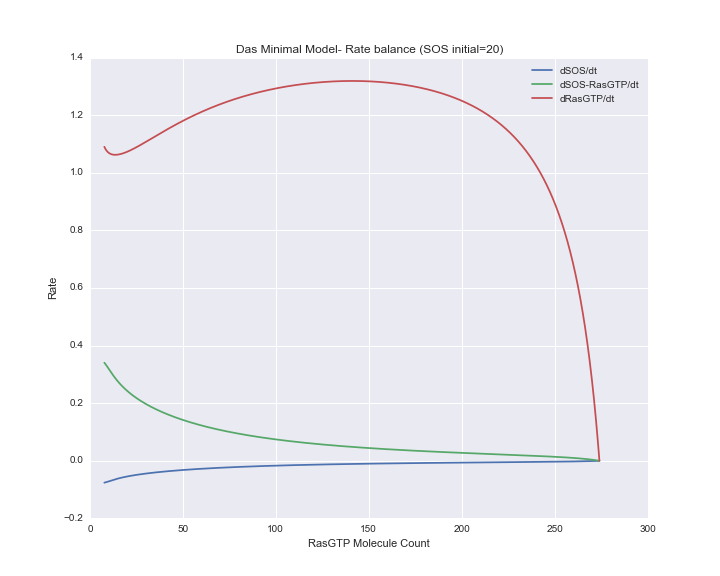 Das Minimal Model- Rate balance (SOS initial=20)
1.4
1.2
1.0
0.8
0.6
0.4
0.2
0.0
−0.2
Rate
dSOS/dt
dSOS-RasGTP/dt
dRasGTP/dt
0
50
100
150
200
250
300
RasGTP Molecule Count